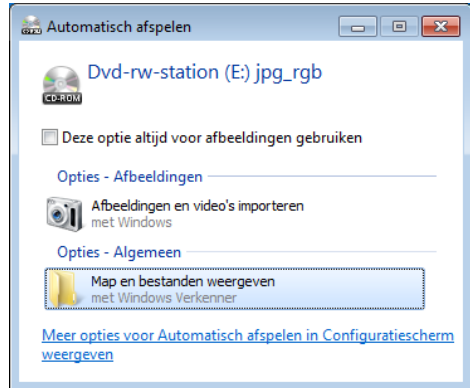 Automatisch afspelen
Dvd-rw-station (E:) jpg_rgb
CD-ROM
Deze optie altijd voor afbeeldingen gebruiken
Opties - Afbeeldingen
Afbeeldingen en video's importeren
met Windows
Opties - Algemeen
Map en bestanden weergeven
met Windows Verkenner
Meer opties voor Automatisch afspelen in Configuratiescherm
weergeven